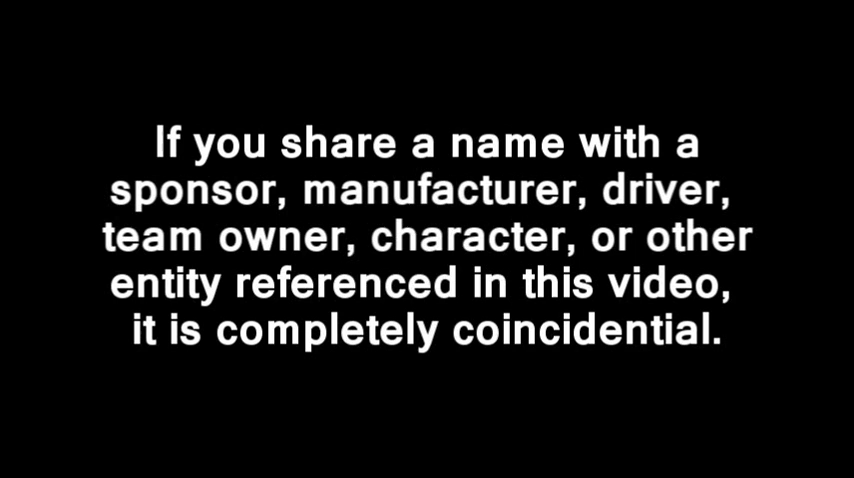 If you share a name with a
sponsor, manufacturer, driver,
team owner, character, or other
entity referenced in this video,
it is completely coincidential.